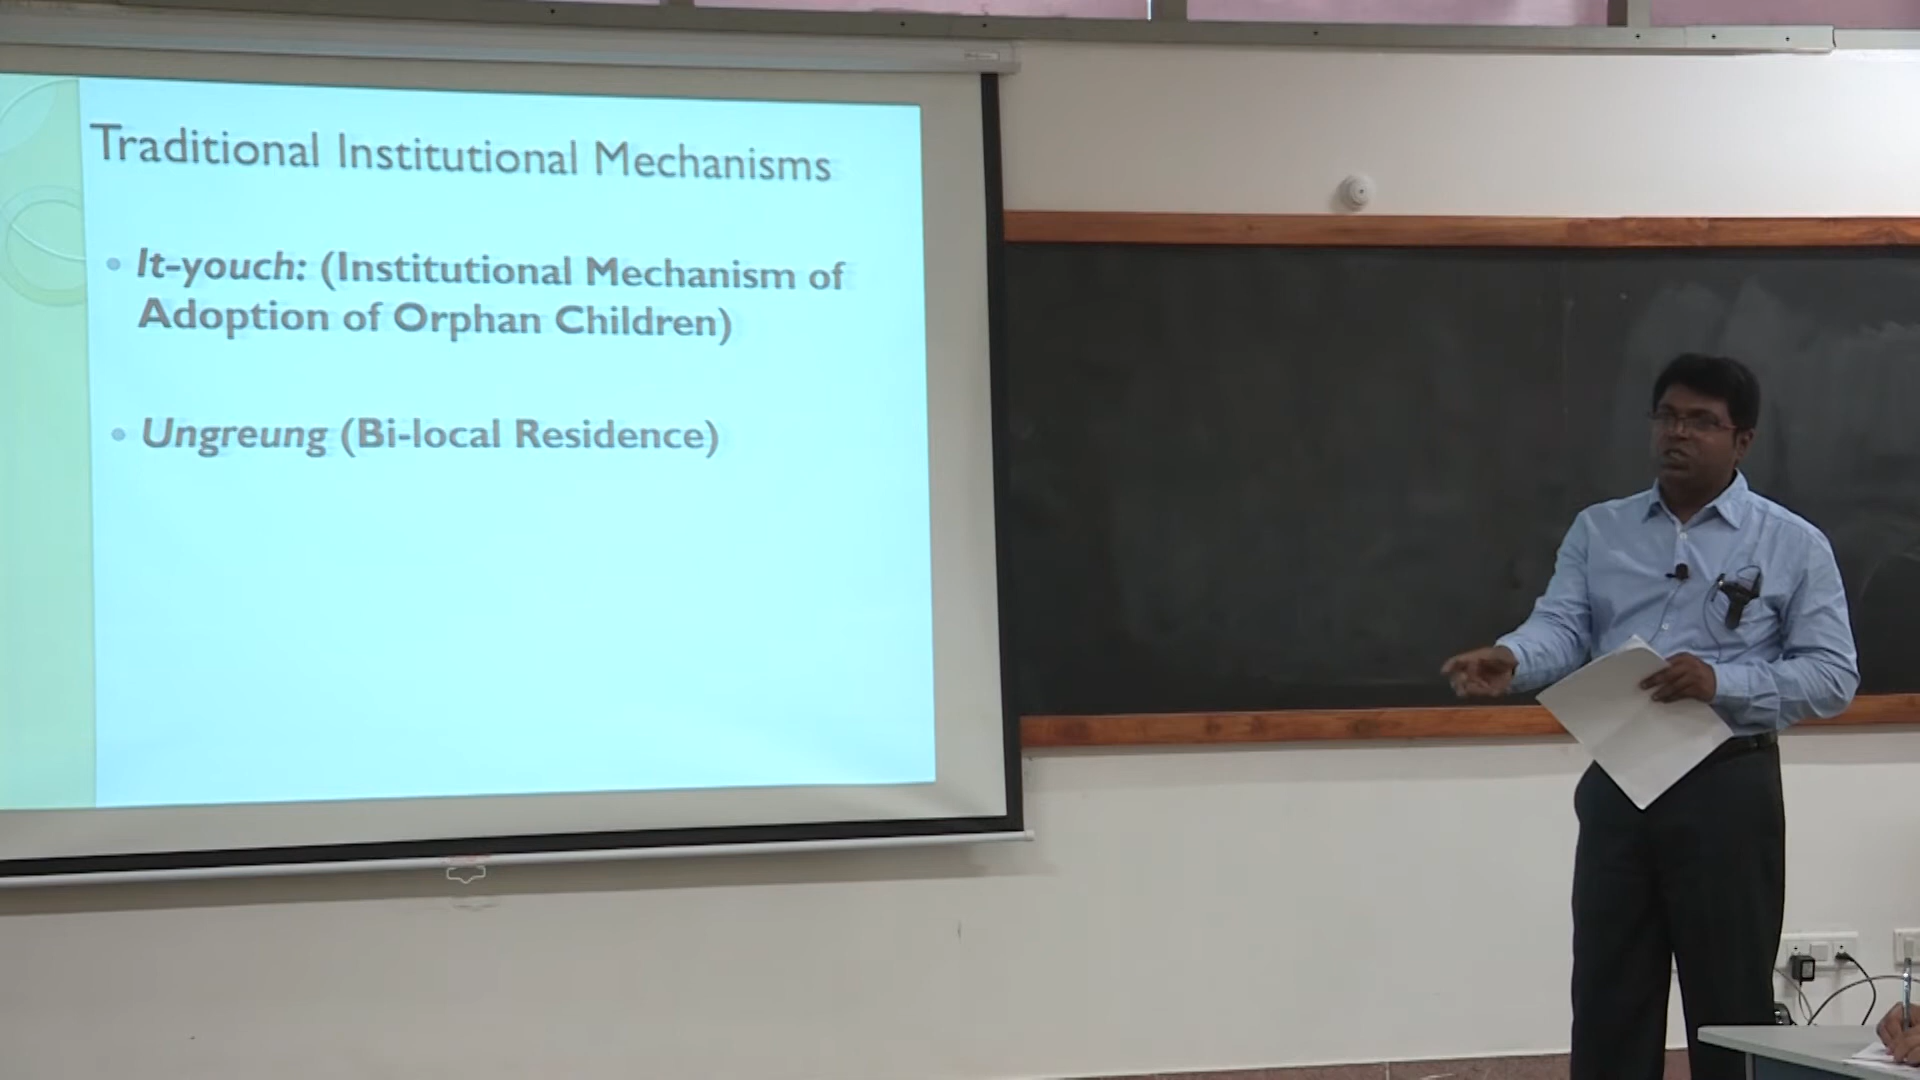 Traditional Institutional Mechanisms
It-youch: (Institutional Mechanism of
Adoption of Orphan Children)
Ungreung (Bi-local Residence)